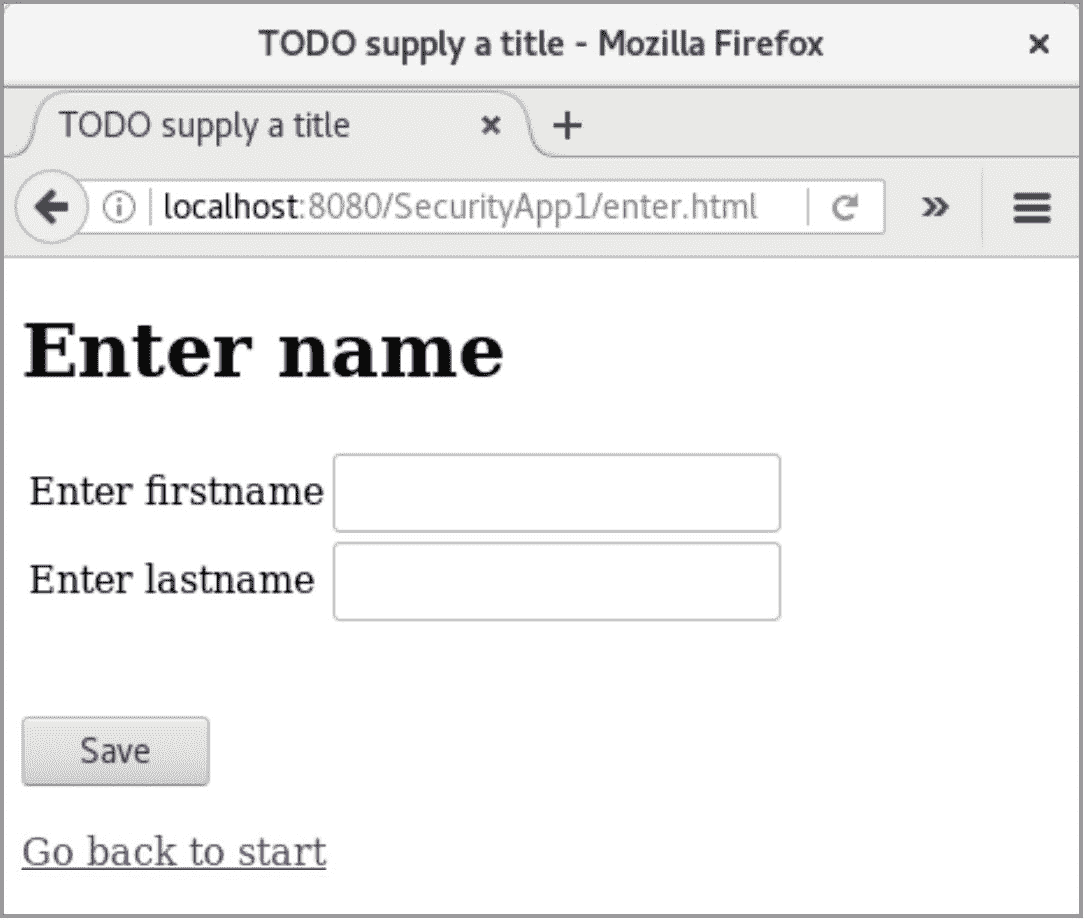 TODO supply a title - Mozilla Firefox
TODO supply a title
localhost:8080/SecurityApp1/enter.html
Enter name
Enter firstname
Enter lastname
Save
Go back to start